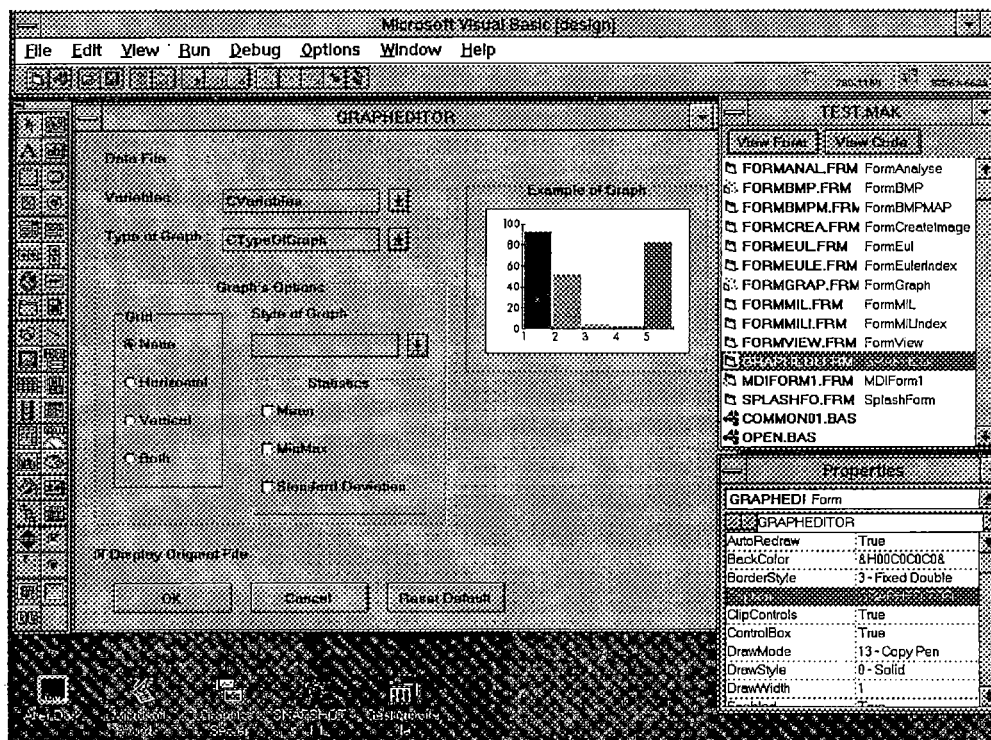 Microsoft Visual Basic [design]
File Edit View Run Debug Options Window Help
GRAPHEDITOR
Data File
Variables
CVariables
Type of Graph
CTypeOfGraph
Graph's Options
Grid
None
Horizontal
Vertical
Both
Style of Graph
Statistics
Mean
MinMax
Standard Deviation
Display Original File
OK
Cancel
Reset Default
Example of Graph
100
80
60
40
20
0
1 2 3 4 5
TEST.MAK
View Form View Code
FORMANAL.FRM FormAnalyse
FORMBMP.FRM FormBMP
FORMBMPM.FRM FormBMPMAP
FORMCREA.FRM FormCreateImage
FORMEUL.FRM FormEul
FORMEULE.FRM FormEulerIndex
FORMGRAP.FRM FormGraph
FORMMIL.FRM FormMIL
FORMMILI.FRM FormMilIndex
FORMVIEW.FRM FormView
MDIFORM1.FRM MDIForm1
SPLASHFO.FRM SplashForm
COMMON01.BAS
OPEN.BAS
Properties
GRAPHEDI Form
GRAPHEDITOR
AutoRedraw True
BackColor &H00C0C0C0&
BorderStyle 3 - Fixed Double
ClipControls True
ControlBox True
DrawMode 13 - Copy Pen
DrawStyle 0 - Solid
DrawWidth 1
Enabled True